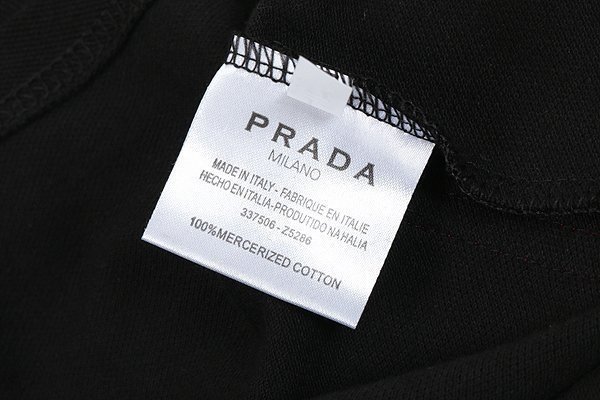 PRADA
MILANO
MADE IN ITALY - FABRIQUE EN ITALIE
HECHO EN ITALIA-PRODUTIDO NA HALIA
337506 - Z5286
100%MERCERIZED COTTON